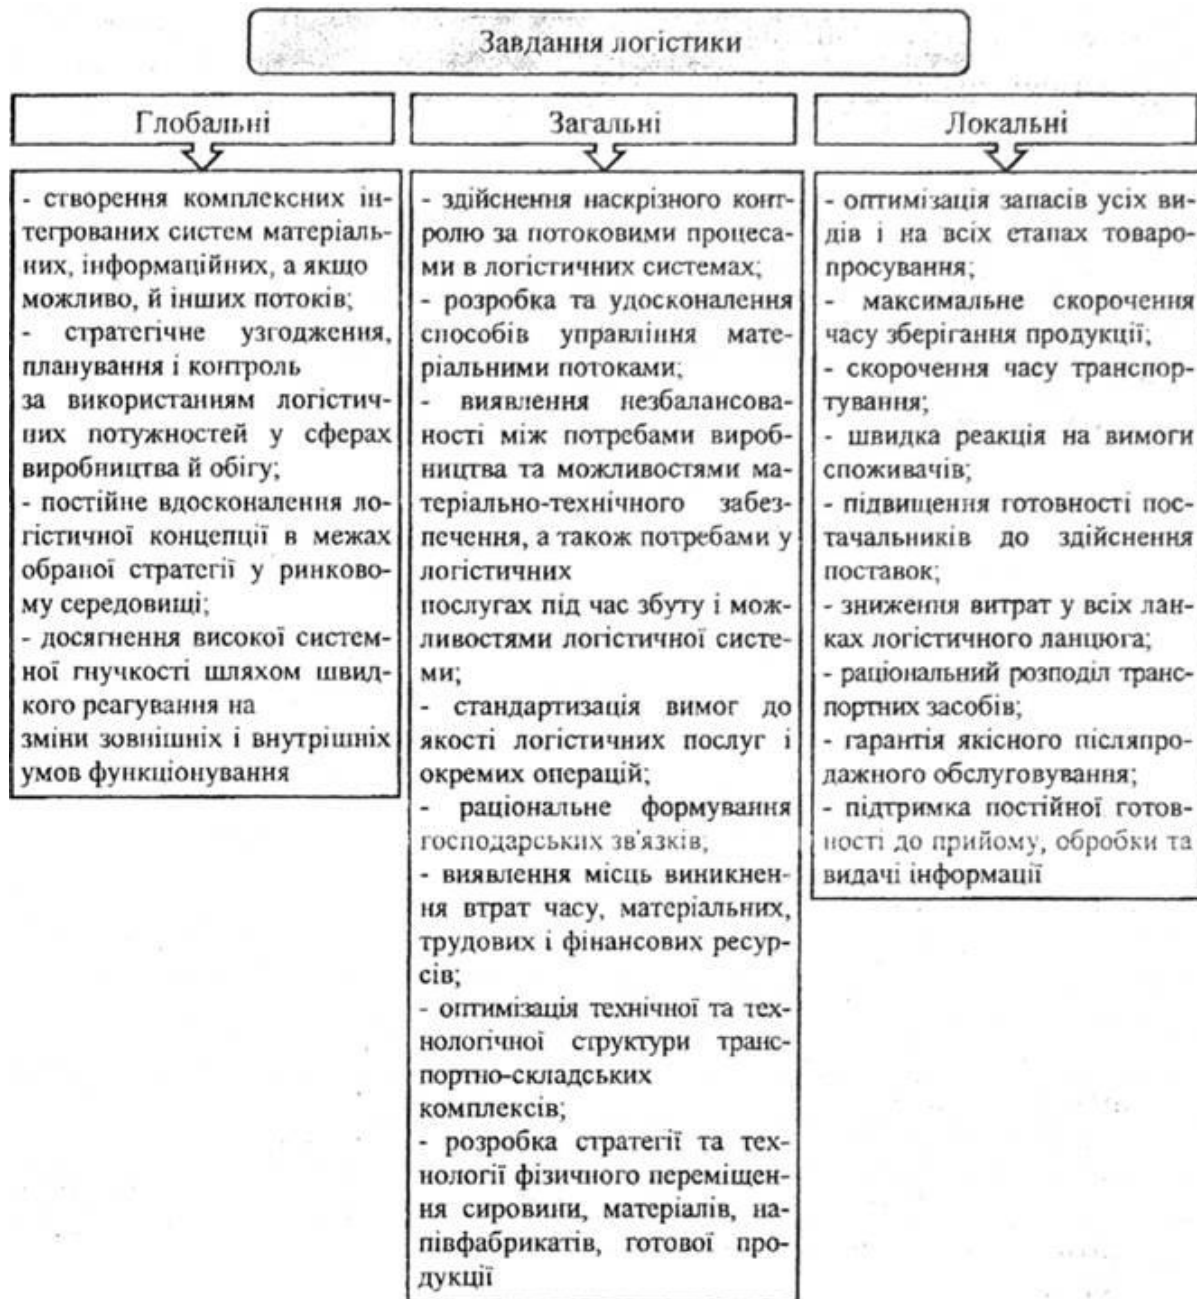 Завдання логістики
Глобальні
- створення комплексних ін-
тегрованих систем матеріаль-
них, інформаційних, а якщо
можливо, й інших потоків;
- стратегічне узгодження,
планування і контроль
за використанням логістич-
них потужностей у сферах
виробництва й обігу;
- постійне вдосконалення ло-
гістичної концепції в межах
обраної стратегії у ринково-
му середовищі;
- досягнення високої систем-
ної гнучкості шляхом швид-
кого реагування на
зміни зовнішніх і внутрішніх
умов функціонування
Загальні
- здійснення наскрізного конт-
ролю за потоковими процеса-
ми в логістичних системах;
- розробка та удосконалення
способів управління мате-
ріальними потоками;
- виявлення незбалансова-
ності між потребами вироб-
ництва та можливостями ма-
теріально-технічного забез-
печення, а також потребами у
логістичних
послугах під час збуту і мож-
ливостями логістичної систе-
ми;
- стандартизація вимог до
якості логістичних послуг і
окремих операцій;
- раціональне формування
господарських зв'язків;
- виявлення місць виникнен-
ня втрат часу, матеріальних,
трудових і фінансових ресур-
сів;
- оптимізація технічної та тех-
нологічної структури транс-
портно-складських
комплексів;
- розробка стратегії та тех-
нології фізичного переміщен-
ня сировини, матеріалів, на-
півфабрикатів, готової про-
дукції
Локальні
- оптимізація запасів усіх ви-
дів і на всіх етапах товаро-
просування;
- максимальне скорочення
часу зберігання продукції;
- скорочення часу транспор-
тування;
- швидка реакція на вимоги
споживачів;
- підвищення готовності пос-
тачальників до здійснення
поставок;
- зниження витрат у всіх лан-
ках логістичного ланцюга;
- раціональний розподіл транс-
портних засобів;
- гарантія якісного післяпро-
дажного обслуговування;
- підтримка постійної готов-
ності до прийому, обробки та
видачі інформації